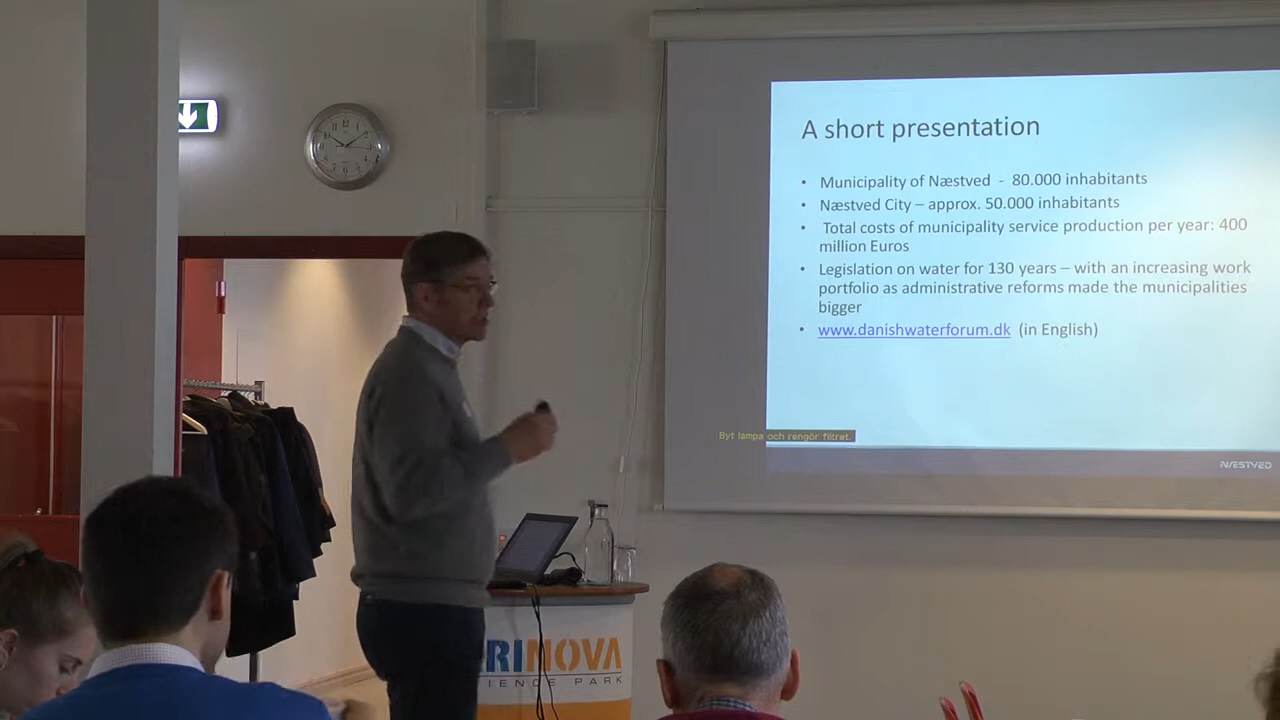 A short presentation
• Municipality of Næstved - 80.000 inhabitants
• Næstved City – approx. 50.000 inhabitants
• Total costs of municipality service production per year: 400
million Euros
• Legislation on water for 130 years – with an increasing work
portfolio as administrative reforms made the municipalities
bigger
• www.danishwaterforum.dk (in English)
Byt lampa och rengör filtret.
NÆSTVED
RINOVA
IENCE PARK